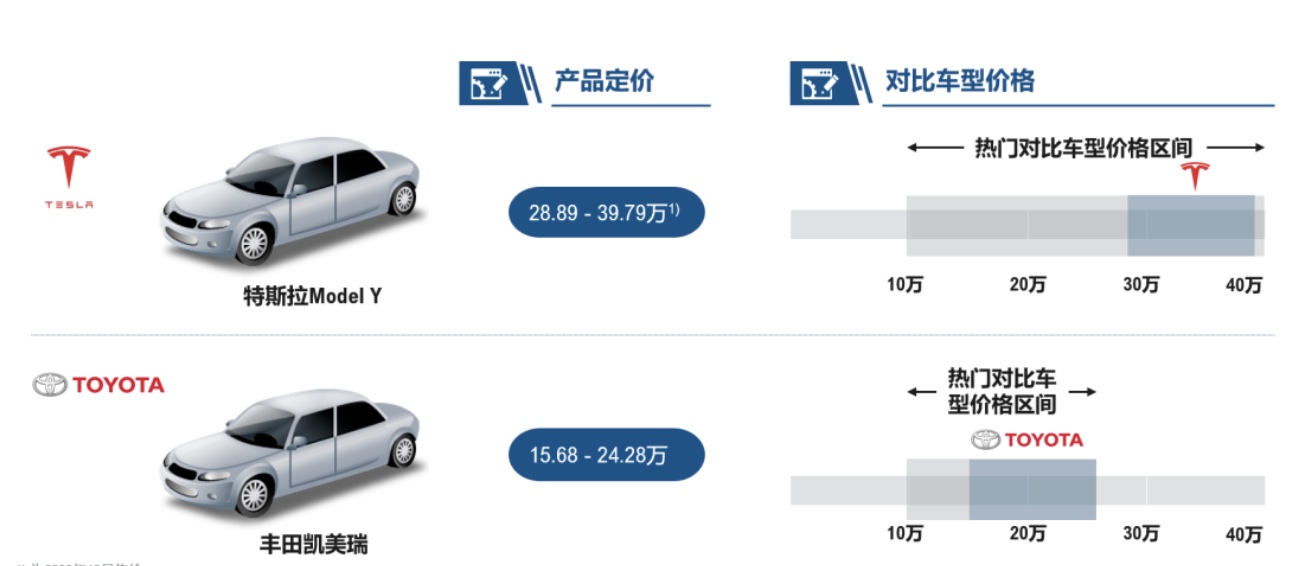 产品定价
对比车型价格
TESLA
特斯拉Model Y
28.89 - 39.79万1)
热门对比车型价格区间
10万 20万 30万 40万
TOYOTA
丰田凯美瑞
15.68 - 24.28万
热门对比车
型价格区间
TOYOTA
10万 20万 30万 40万